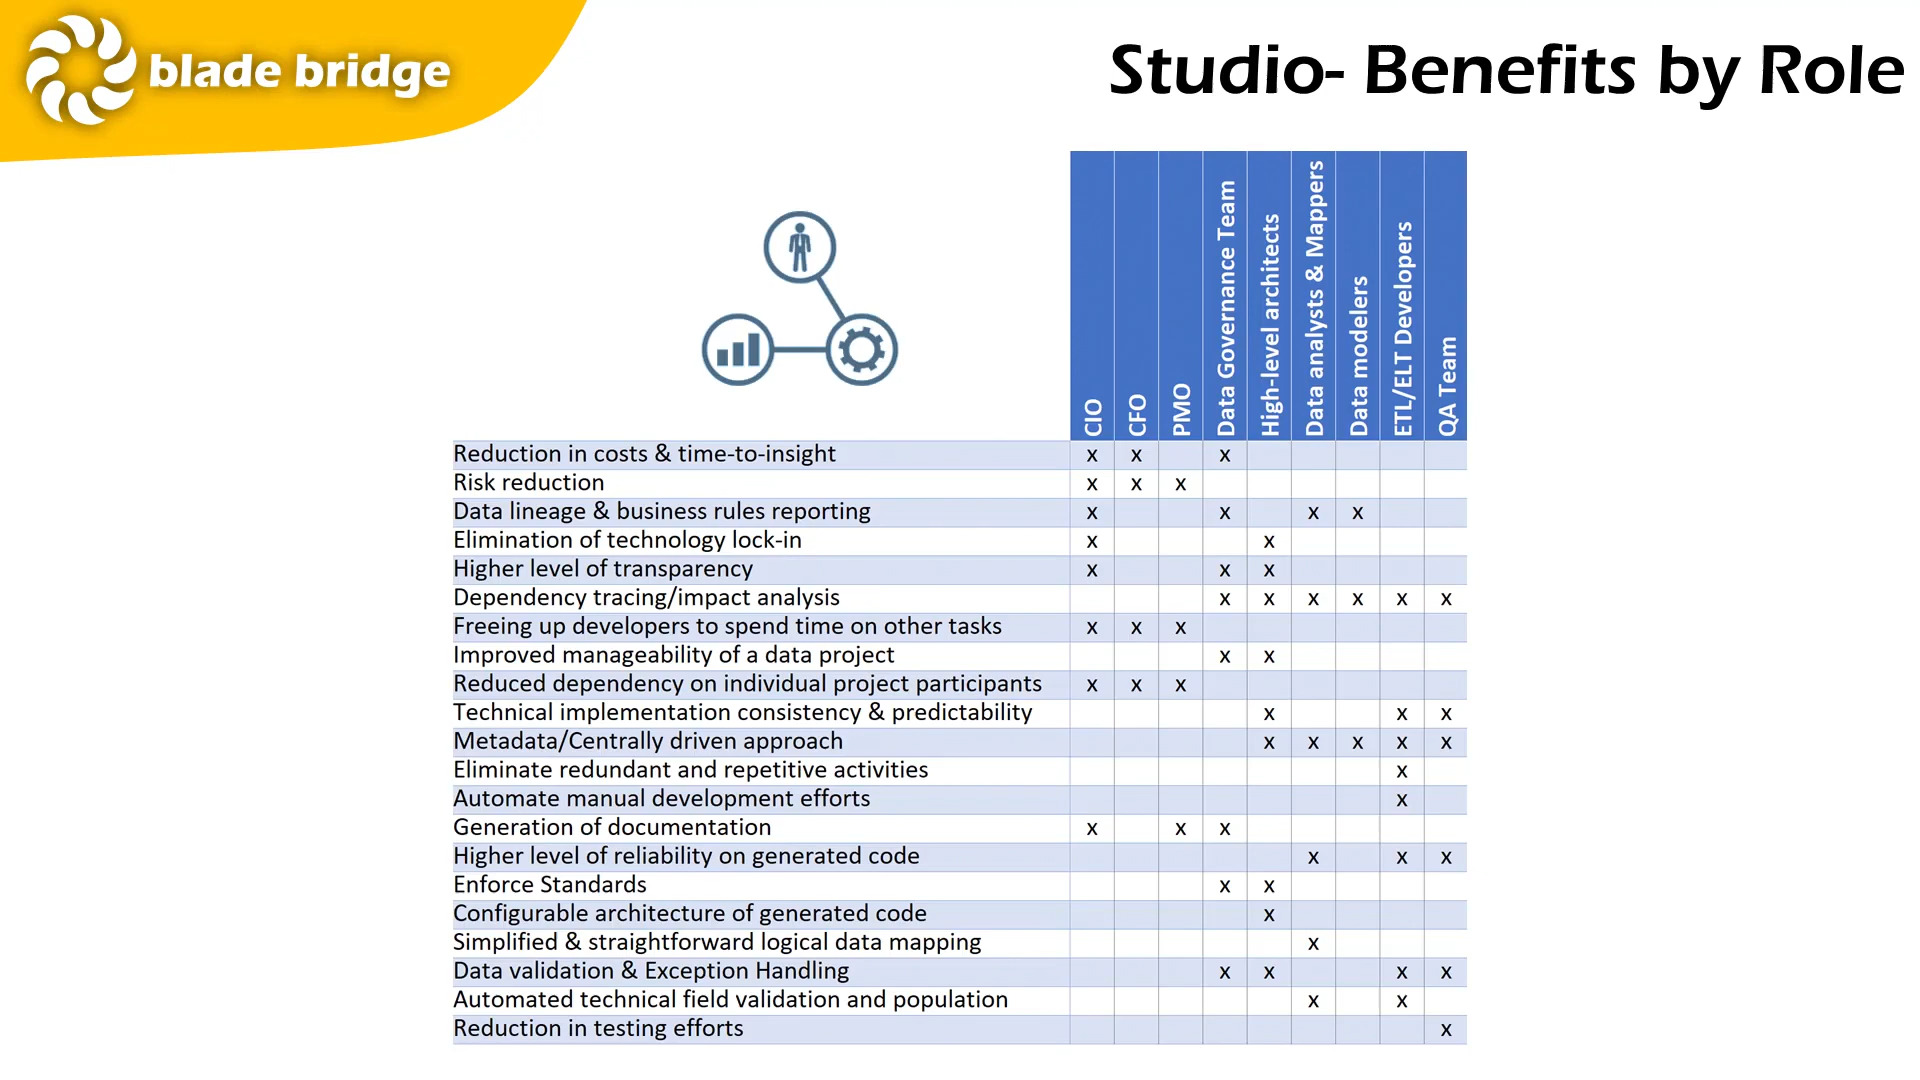 blade bridge
Studio- Benefits by Role
CIO
CFO
PMO
Data Governance Team
High-level architects
Data analysts & Mappers
Data modelers
ETL/ELT Developers
QA Team
Reduction in costs & time-to-insight x x x
Risk reduction x x x
Data lineage & business rules reporting x x x x
Elimination of technology lock-in x x
Higher level of transparency x x x
Dependency tracing/impact analysis x x x x x x
Freeing up developers to spend time on other tasks x x x
Improved manageability of a data project x x
Reduced dependency on individual project participants x x x
Technical implementation consistency & predictability x x x
Metadata/Centrally driven approach x x x x x
Eliminate redundant and repetitive activities x
Automate manual development efforts x
Generation of documentation x x x
Higher level of reliability on generated code x x x
Enforce Standards x x
Configurable architecture of generated code x
Simplified & straightforward logical data mapping x
Data validation & Exception Handling x x x x
Automated technical field validation and population x x
Reduction in testing efforts x